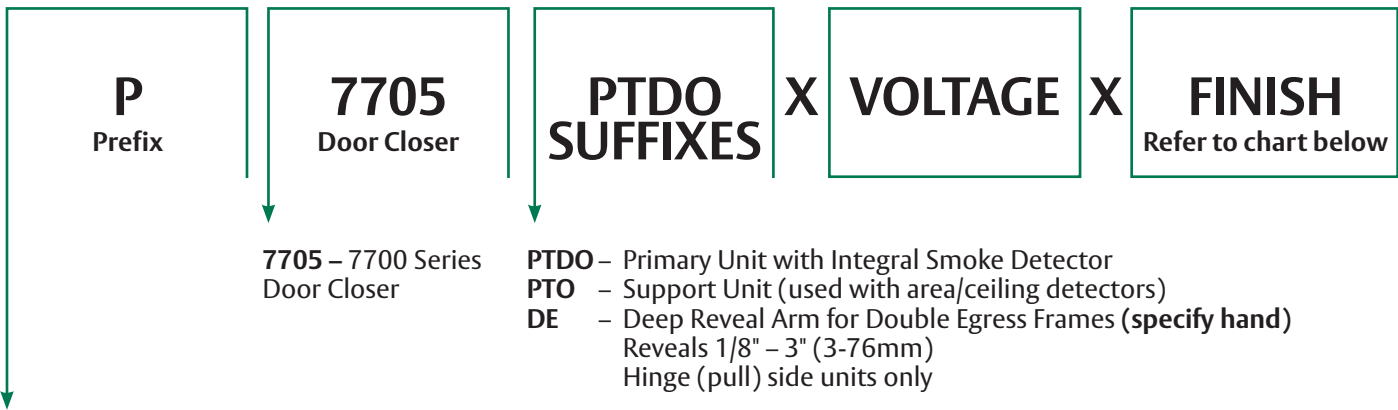 P
Prefix
7705
Door Closer
PTDO
SUFFIXES
X
VOLTAGE
X
FINISH
Refer to chart below
7705 – 7700 Series
Door Closer
PTDO – Primary Unit with Integral Smoke Detector
PTO – Support Unit (used with area/ceiling detectors)
DE – Deep Reveal Arm for Double Egress Frames (specify hand)
Reveals 1/8" – 3" (3-76mm)
Hinge (pull) side units only